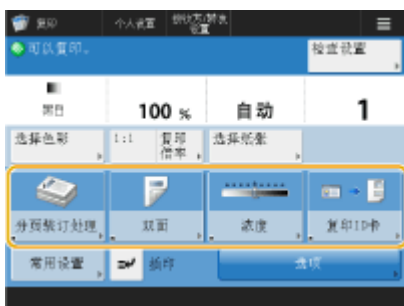 复印
个人设置
可以复印。
检查设置
黑白
100 %
自动
1
选择色彩
1:1
复印
倍率
选择纸张
分页装订处理
双面
浓度
复印ID卡
常用设置
插印
选项